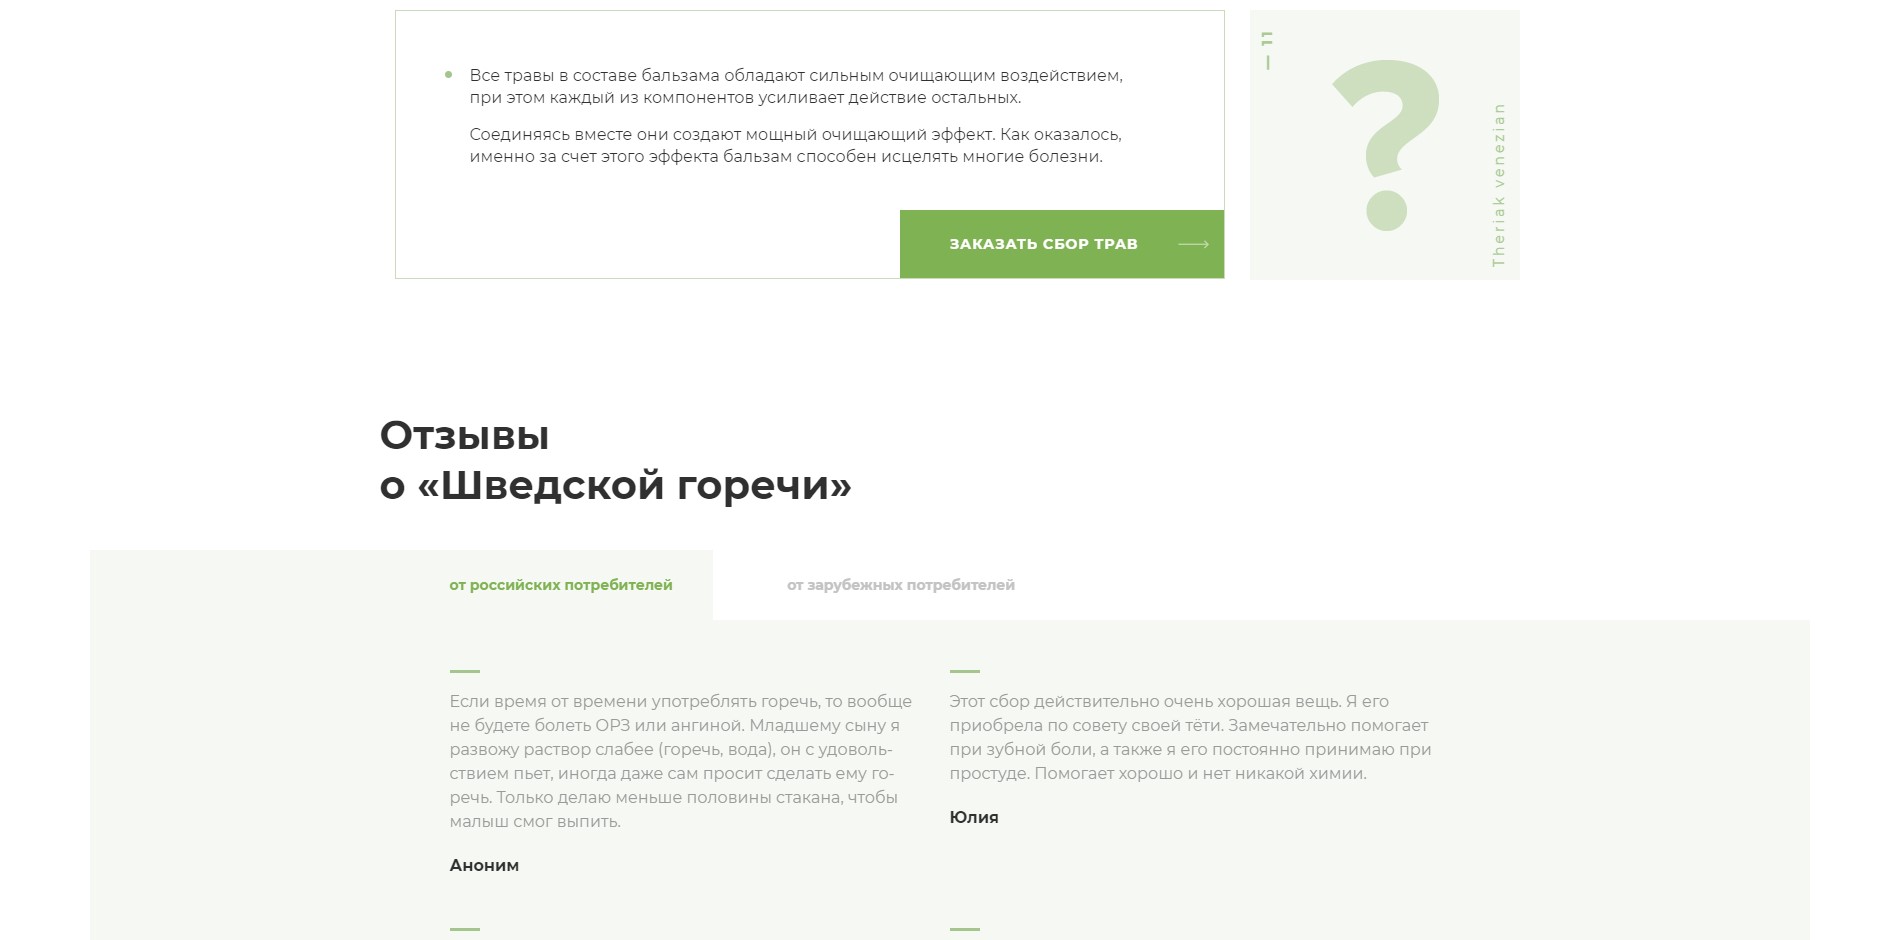 Все травы в составе бальзама обладают сильным очищающим воздействием,
при этом каждый из компонентов усиливает действие остальных.
Соединяясь вместе они создают мощный очищающий эффект. Как оказалось,
именно за счет этого эффекта бальзам способен исцелять многие болезни.
ЗАКАЗАТЬ СБОР ТРАВ
— 11
?
Theriak venezian
Отзывы
о «Шведской горечи»
от российских потребителей
от зарубежных потребителей
Если время от времени употреблять горечь, то вообще
не будете болеть ОРЗ или ангиной. Младшему сыну я
развожу раствор слабее (горечь, вода), он с удоволь-
ствием пьет, иногда даже сам просит сделать ему го-
речь. Только делаю меньше половины стакана, чтобы
малыш смог выпить.
Аноним
Этот сбор действительно очень хорошая вещь. Я его
приобрела по совету своей тёти. Замечательно помогает
при зубной боли, а также я его постоянно принимаю при
простуде. Помогает хорошо и нет никакой химии.
Юлия